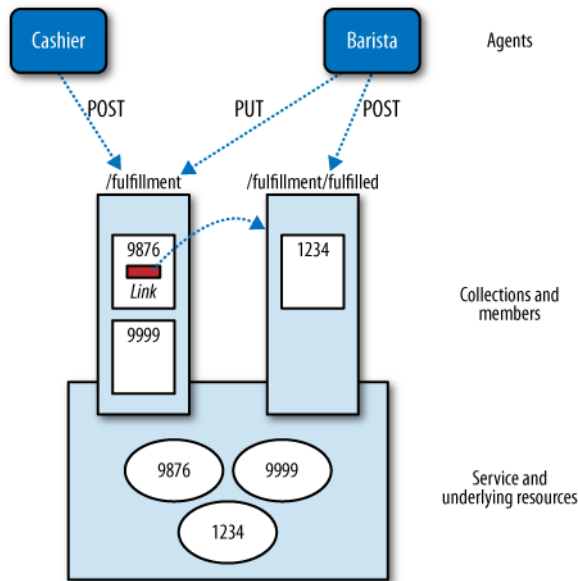 Cashier
Barista
Agents
POST
PUT
POST
/fulfillment
/fulfillment/fulfilled
9876
Link
1234
9999
Collections and
members
9876
9999
1234
Service and
underlying resources